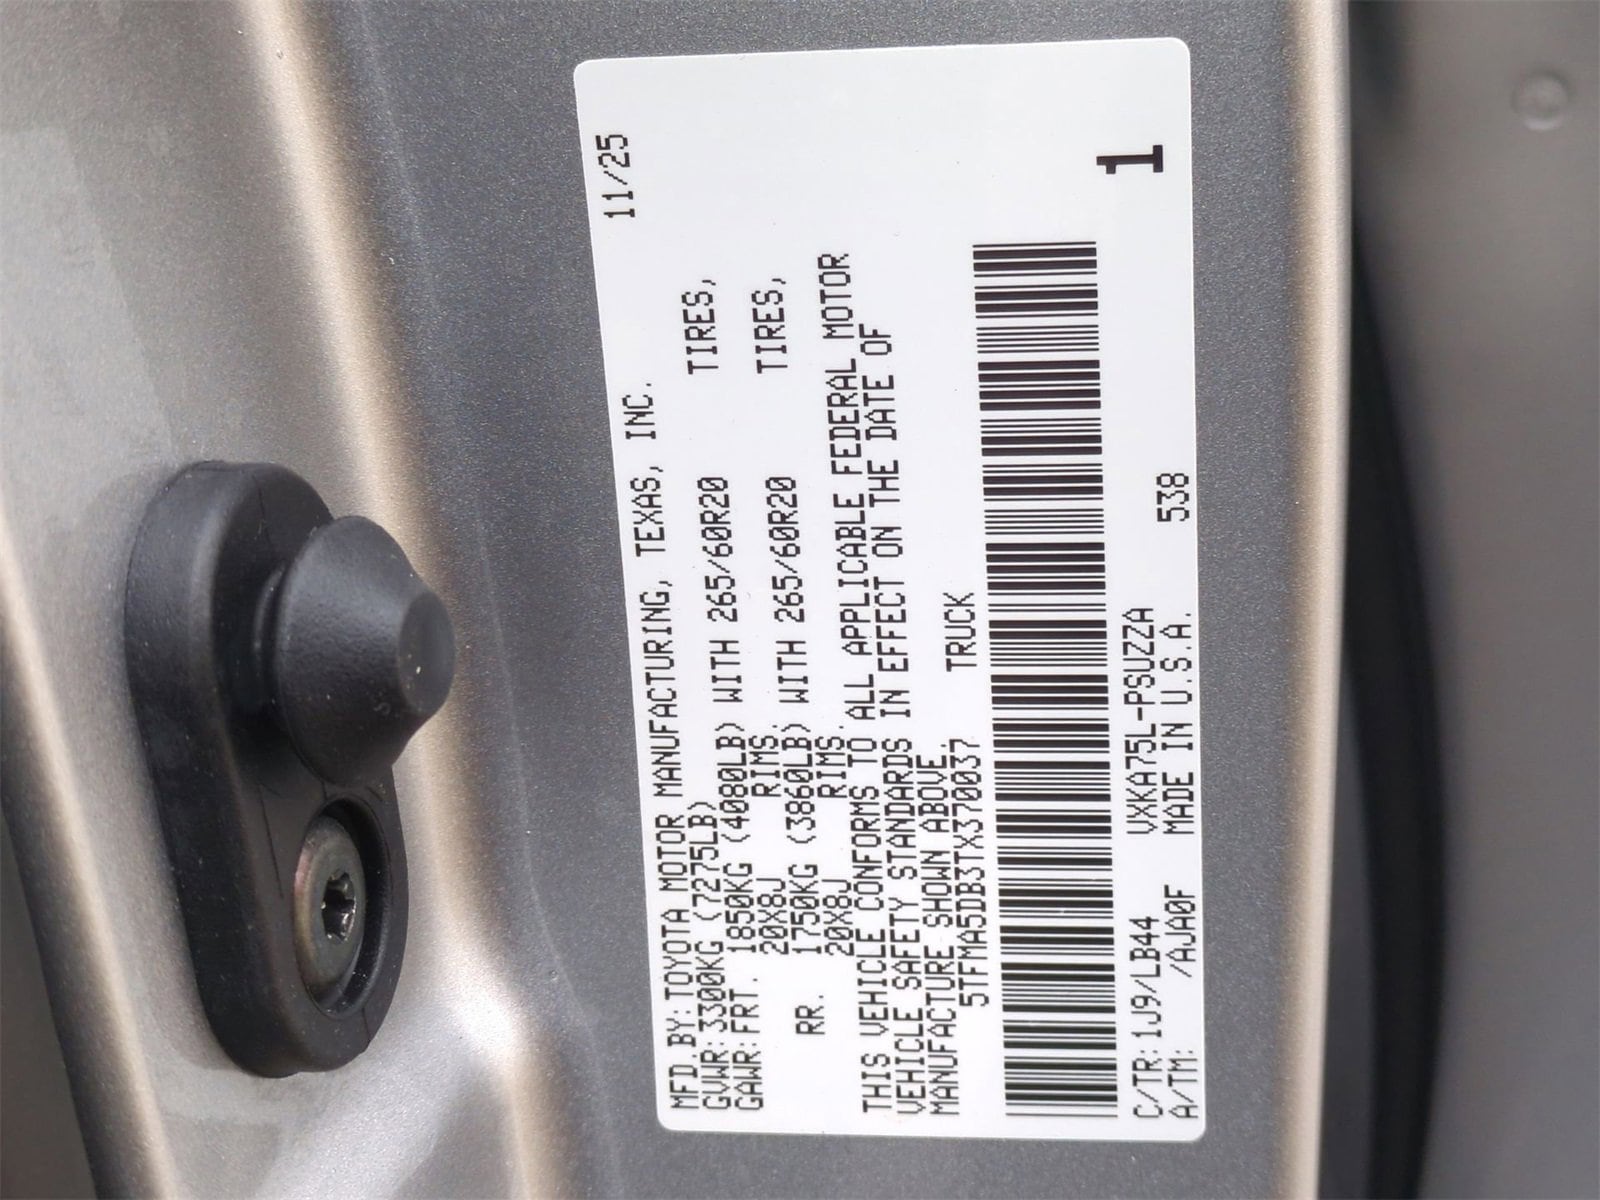 MFD.BY:TOYOTA MOTOR MANUFACTURING, TEXAS, INC. 11/25
GVWR:3300KG (7275LB)
GAWR:FRT. 1850KG (4080LB) WITH 265/60R20 TIRES,
20X8J RIMS.
RR. 1750KG (3860LB) WITH 265/60R20 TIRES,
20X8J RIMS.
THIS VEHICLE CONFORMS TO ALL APPLICABLE FEDERAL MOTOR
VEHICLE SAFETY STANDARDS IN EFFECT ON THE DATE OF
MANUFACTURE SHOWN ABOVE.
5TFMA5DB3TX370037 TRUCK
C/TR:1J9/LB44 VXKA75L-PSUZZA 1
A/TM: /AJA0F MADE IN U.S.A. 538